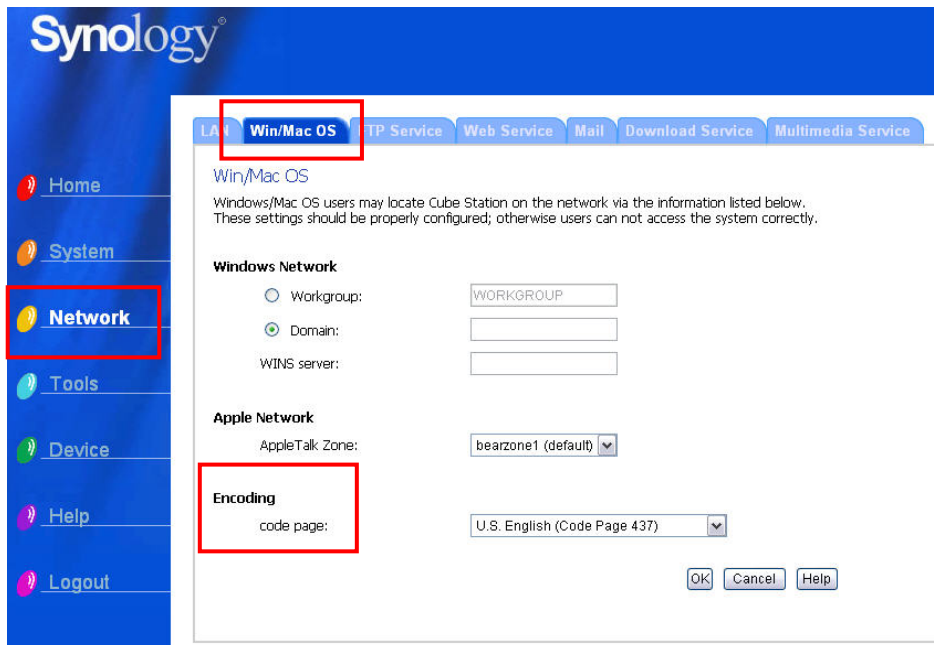 Synology®
LAN Win/Mac OS FTP Service Web Service Mail Download Service Multimedia Service
Home
System
Network
Tools
Device
Help
Logout
Win/Mac OS
Windows/Mac OS users may locate Cube Station on the network via the information listed below.
These settings should be properly configured; otherwise users can not access the system correctly.
Windows Network
Workgroup: WORKGROUP
Domain:
WINS server:
Apple Network
AppleTalk Zone: bearzone1 (default)
Encoding
code page: U.S. English (Code Page 437)
OK Cancel Help